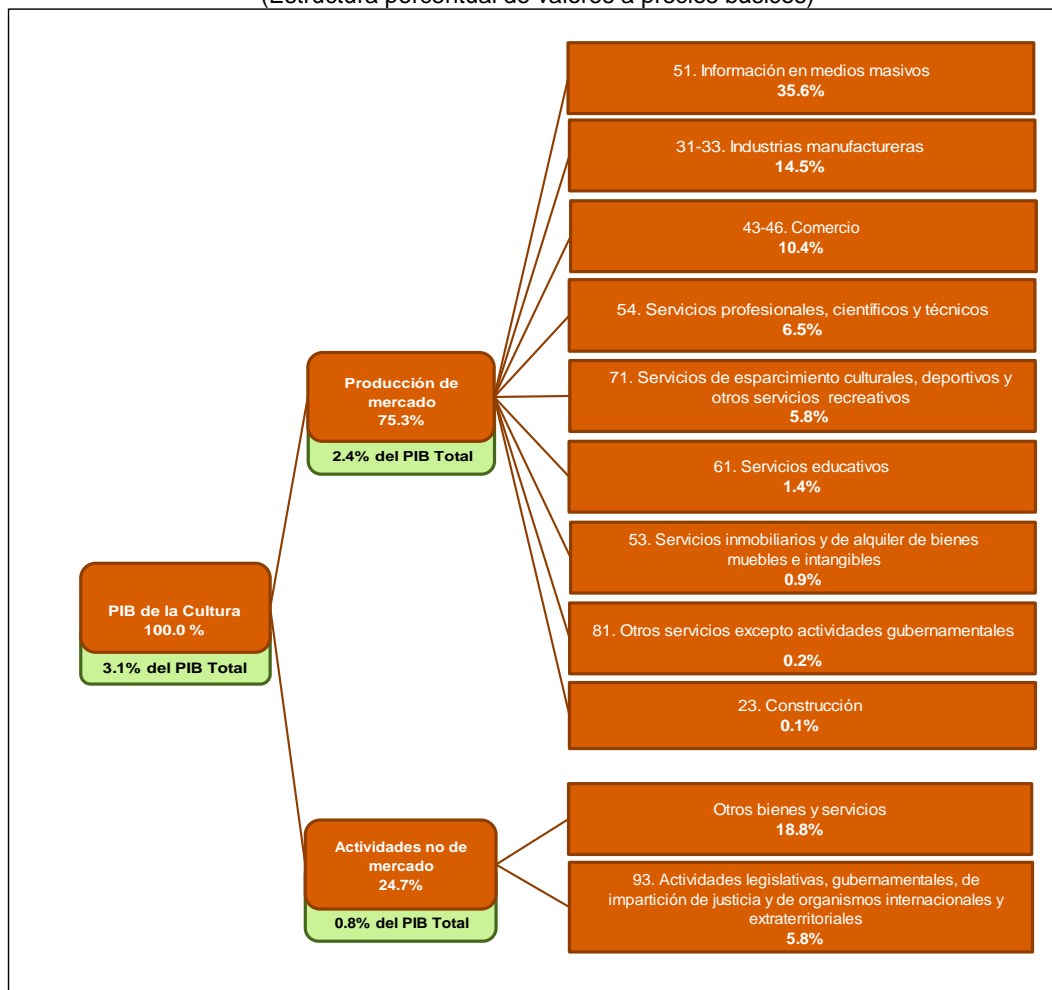 (Estructura porcentual de valores a precios básicos)
51. Información en medios masivos
35.6%
31-33. Industrias manufactureras
14.5%
43-46. Comercio
10.4%
54. Servicios profesionales, científicos y técnicos
6.5%
Producción de
mercado
75.3%
2.4% del PIB Total
71. Servicios de esparcimiento culturales, deportivos y
otros servicios recreativos
5.8%
61. Servicios educativos
1.4%
53. Servicios inmobiliarios y de alquiler de bienes
muebles e intangibles
0.9%
PIB de la Cultura
100.0 %
3.1% del PIB Total
81. Otros servicios excepto actividades gubernamentales
0.2%
23. Construcción
0.1%
Otros bienes y servicios
18.8%
Actividades no de
mercado
24.7%
0.8% del PIB Total
93. Actividades legislativas, gubernamentales, de
impartición de justicia y de organismos internacionales y
extraterritoriales
5.8%